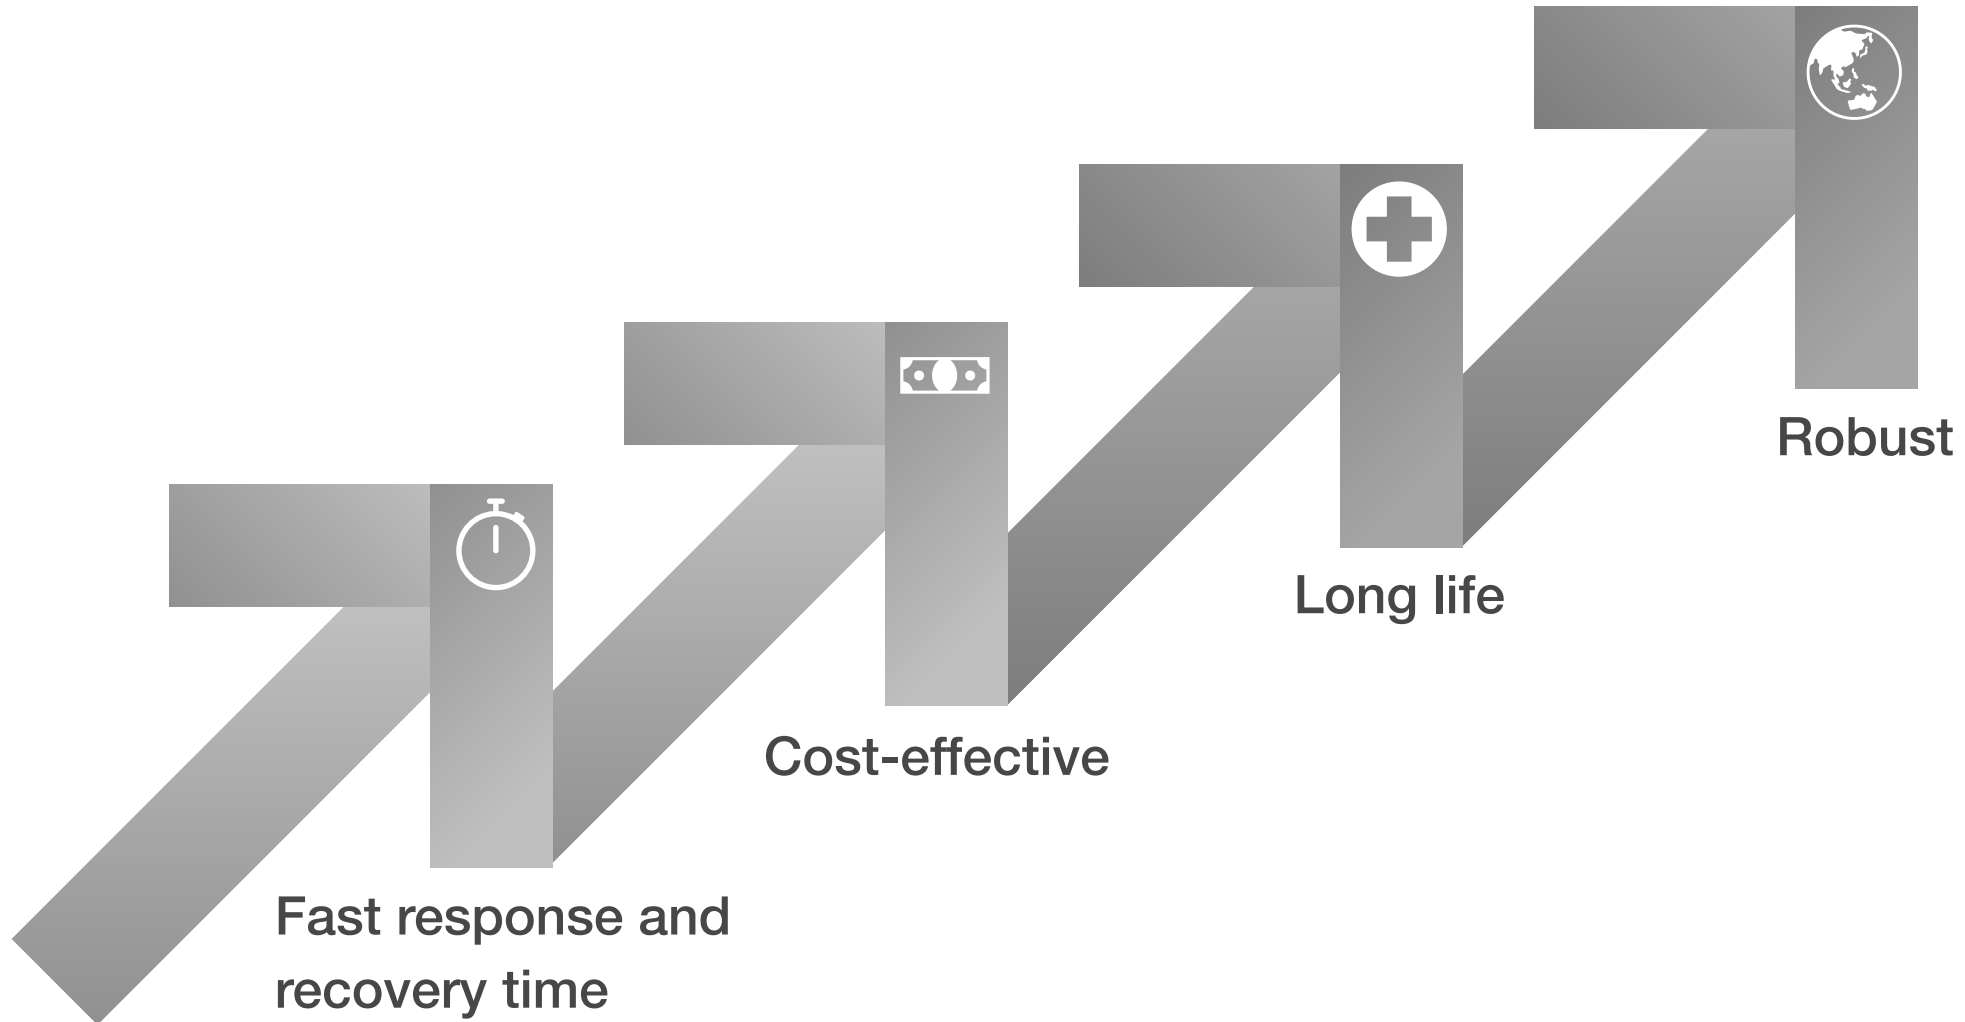 Robust
Long life
Cost-effective
Fast response and
recovery time